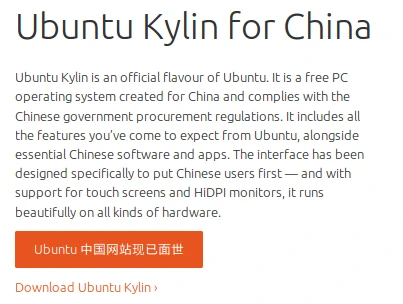 Ubuntu Kylin for China
Ubuntu Kylin is an official flavour of Ubuntu. It is a free PC
operating system created for China and complies with the
Chinese government procurement regulations. It includes all
the features you've come to expect from Ubuntu, alongside
essential Chinese software and apps. The interface has been
designed specifically to put Chinese users first — and with
support for touch screens and HiDPI monitors, it runs
beautifully on all kinds of hardware.
Ubuntu 中国网站现已面世
Download Ubuntu Kylin ›